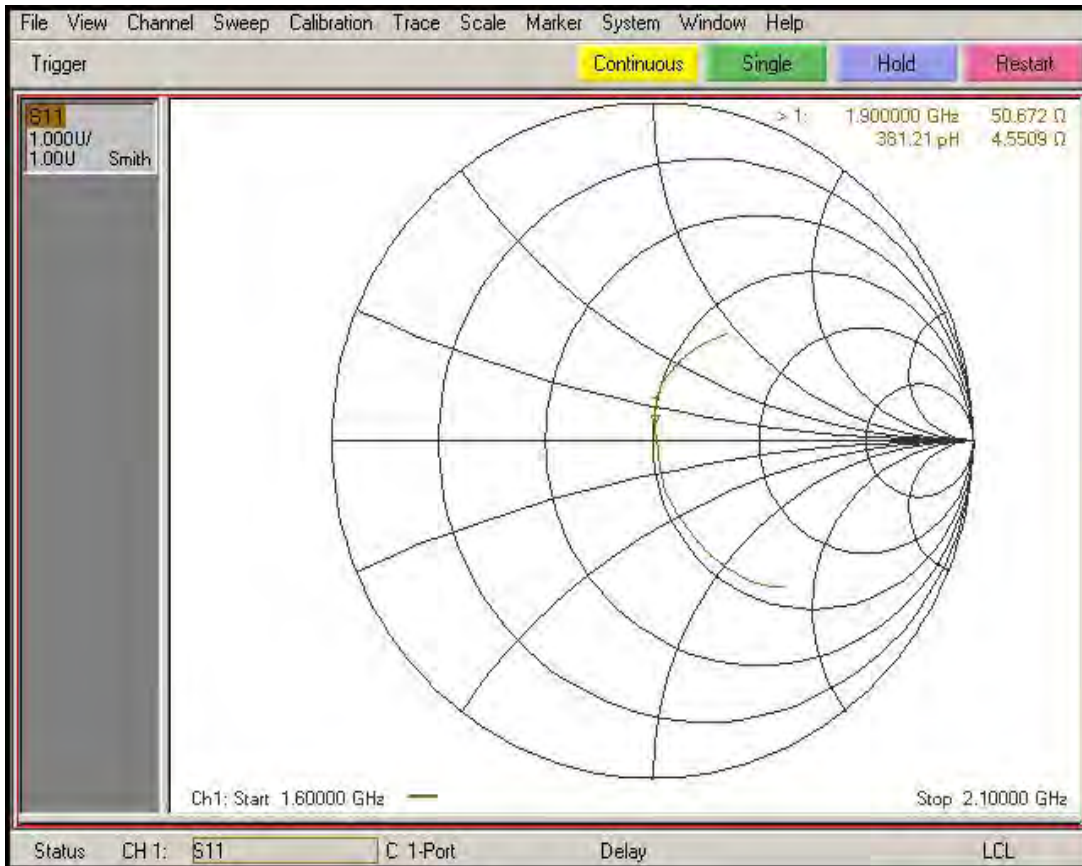 File View Channel Sweep Calibration Trace Scale Marker System Window Help
Trigger Continuous Single Hold Restart
S11
1.000U/
1.00U Smith
> 1: 1.900000 GHz 50.672 Ω
381.21 pH 4.5509 Ω
Ch1: Start 1.60000 GHz
Stop 2.10000 GHz
Status CH 1: S11 C 1-Port Delay LCL